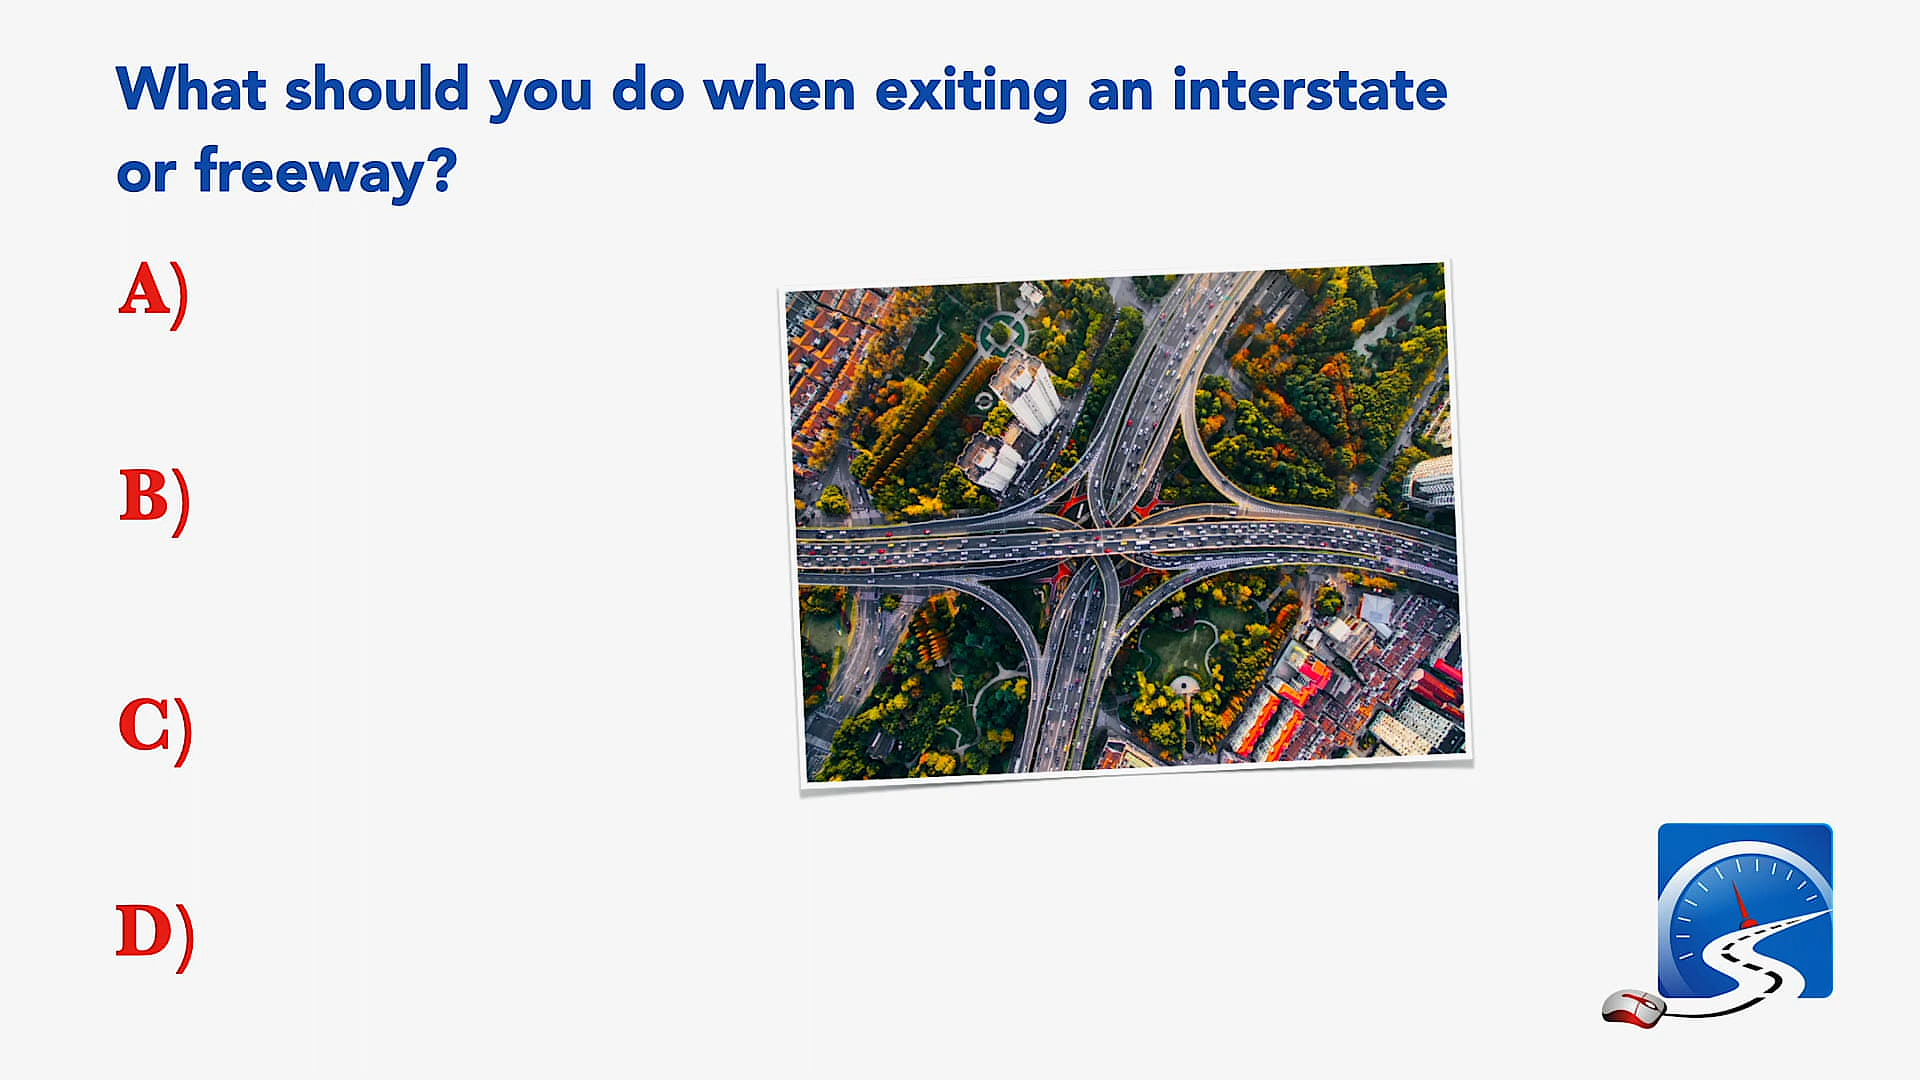 What should you do when exiting an interstate
or freeway?
A)
B)
C)
D)